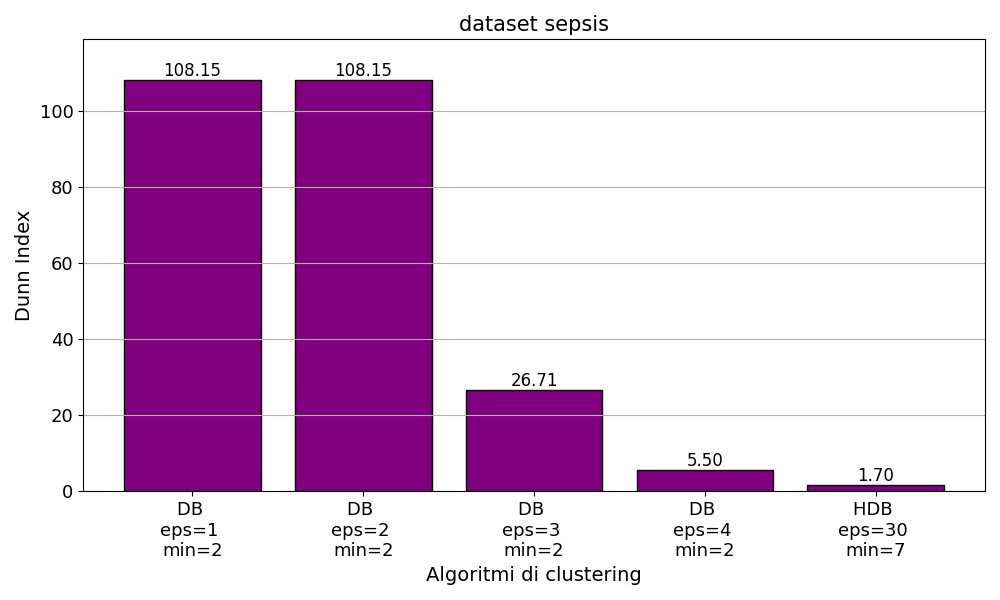 dataset sepsis
108.15
108.15
26.71
5.50
1.70
Dunn Index
100
80
60
40
20
0
DB
eps=1
min=2
DB
eps=2
min=2
DB
eps=3
min=2
DB
eps=4
min=2
HDB
eps=30
min=7
Algoritmi di clustering